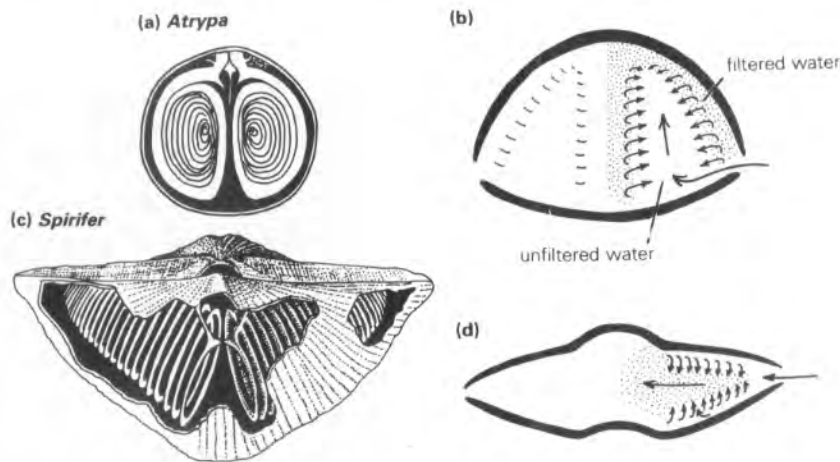 (a) Atrypa
(b)
filtered water
(c) Spirifer
unfiltered water
(d)